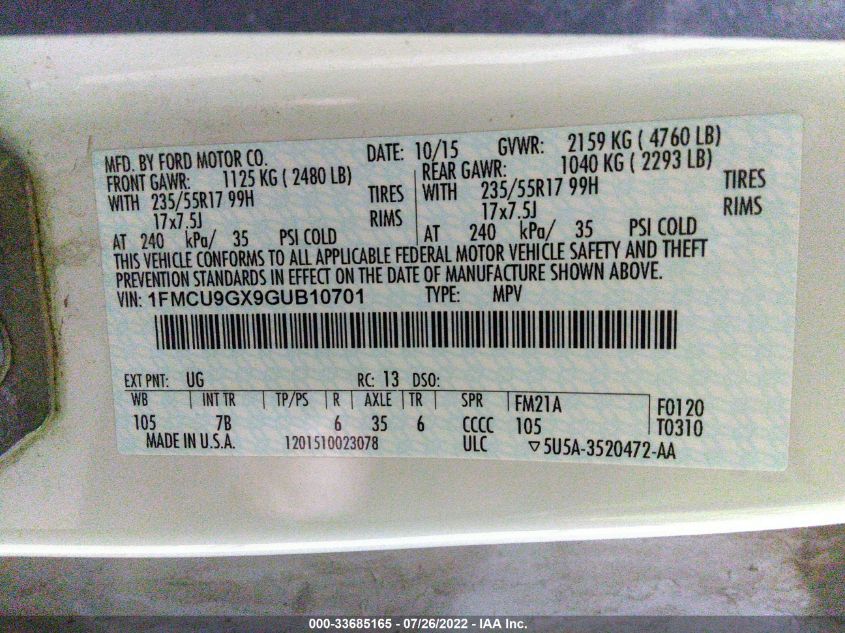 MFD. BY FORD MOTOR CO. DATE: 10/15 GVWR: 2159 KG ( 4760 LB)
FRONT GAWR: 1125 KG ( 2480 LB) REAR GAWR: 1040 KG ( 2293 LB)
WITH 235/55R17 99H TIRES WITH 235/55R17 99H TIRES
17x7.5J RIMS 17x7.5J RIMS
AT 240 kPa/ 35 PSI COLD AT 240 kPa/ 35 PSI COLD
THIS VEHICLE CONFORMS TO ALL APPLICABLE FEDERAL MOTOR VEHICLE SAFETY AND THEFT
PREVENTION STANDARDS IN EFFECT ON THE DATE OF MANUFACTURE SHOWN ABOVE.
VIN: 1FMCU9GX9GUB10701 TYPE: MPV
EXT PNT: UG RC: 13 DSO:
WB INT TR TP/PS R AXLE TR SPR FM21A F0120
105 7B 6 35 6 CCCC 105 T0310
MADE IN U.S.A. 1201510023078 ULC ▽5U5A-3520472-AA
000-33685165 - 07/26/2022 - IAA Inc.